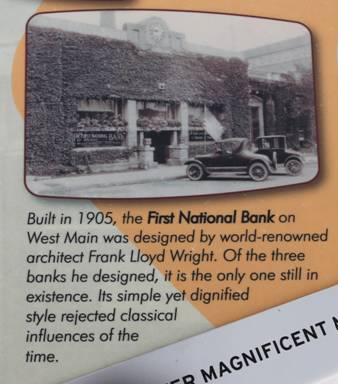 NATIONAL BANK
Built in 1905, the First National Bank on
West Main was designed by world-renowned
architect Frank Lloyd Wright. Of the three
banks he designed, it is the only one still in
existence. Its simple yet dignified
style rejected classical
influences of the
time.
MAGNIFICENT